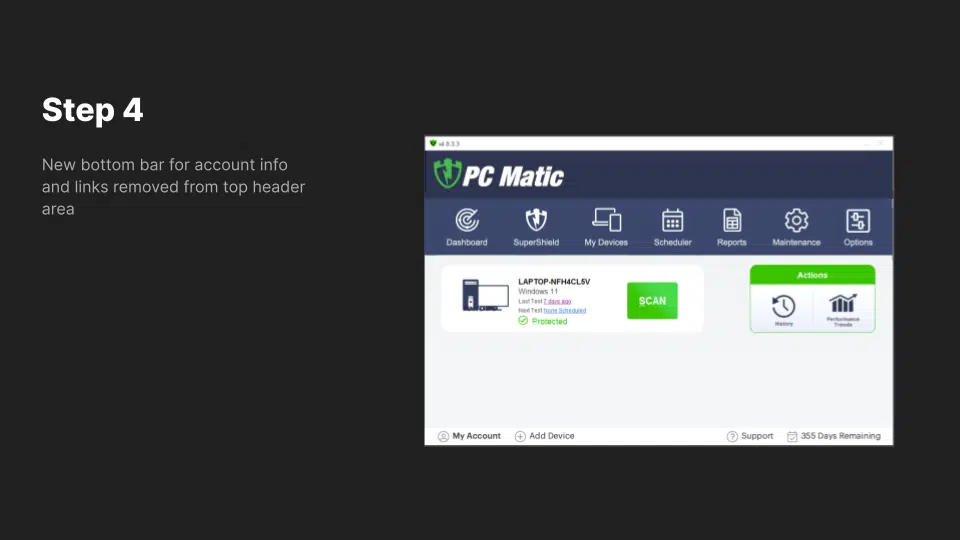 Step 4
New bottom bar for account info
and links removed from top header
area
v4.8.3.3
PC Matic
Dashboard SuperShield My Devices Scheduler Reports Maintenance Options
LAPTOP-NFH4CL5V
Windows 11
Last Test 7 days ago
Next Test None Scheduled
Protected
SCAN
Actions
History
Performance
Trends
My Account Add Device Support 355 Days Remaining